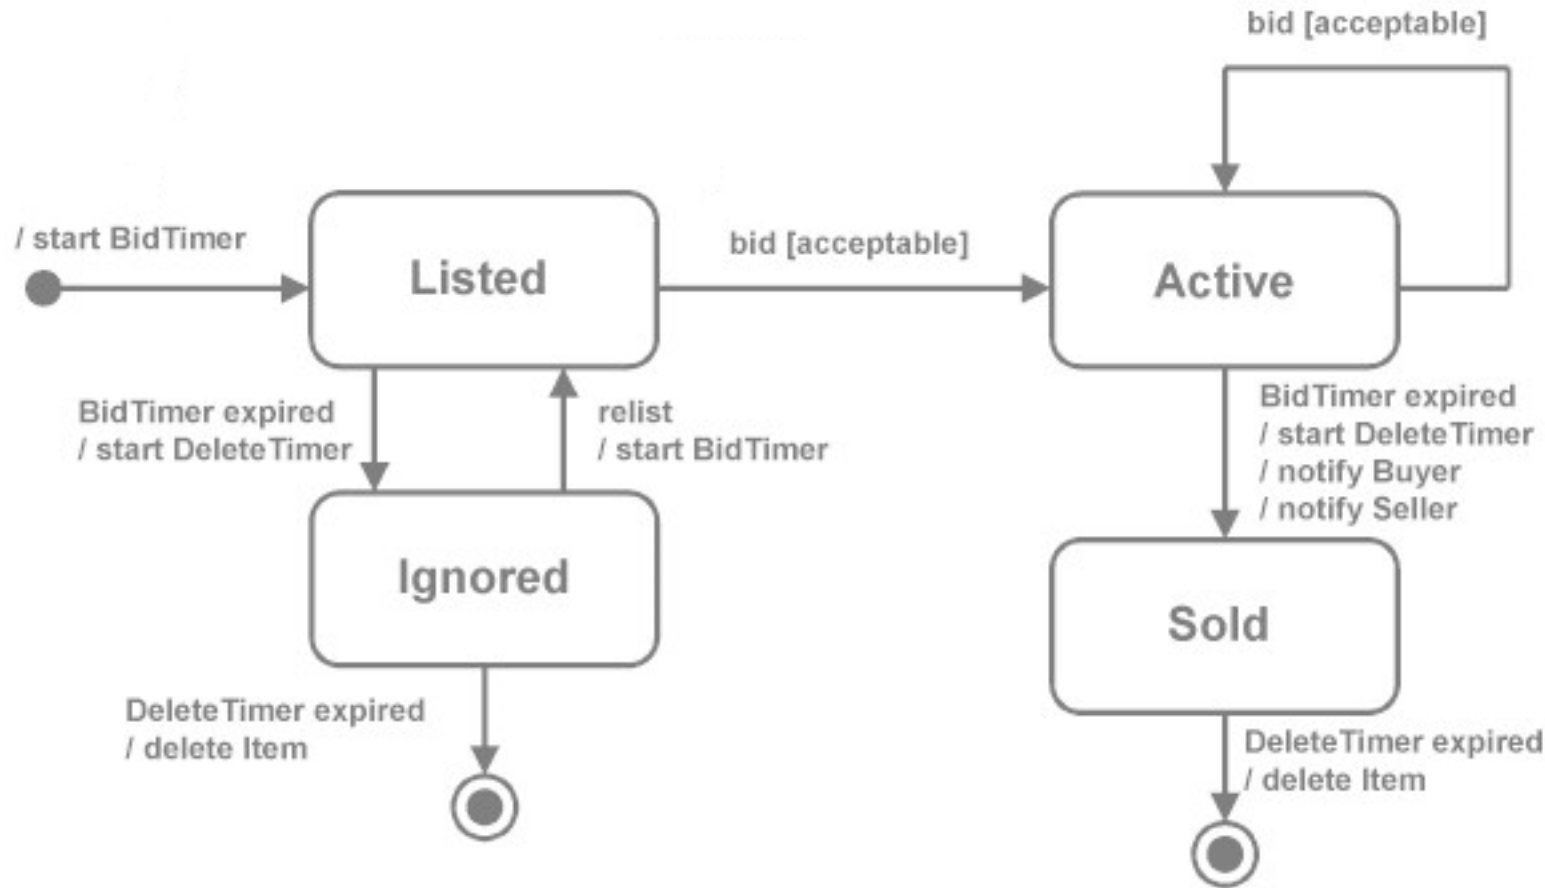 bid [acceptable]
/ start BidTimer
Listed
bid [acceptable]
Active
BidTimer expired
/ start DeleteTimer
relist
/ start BidTimer
BidTimer expired
/ start DeleteTimer
/ notify Buyer
/ notify Seller
Ignored
Sold
DeleteTimer expired
/ delete Item
DeleteTimer expired
/ delete Item